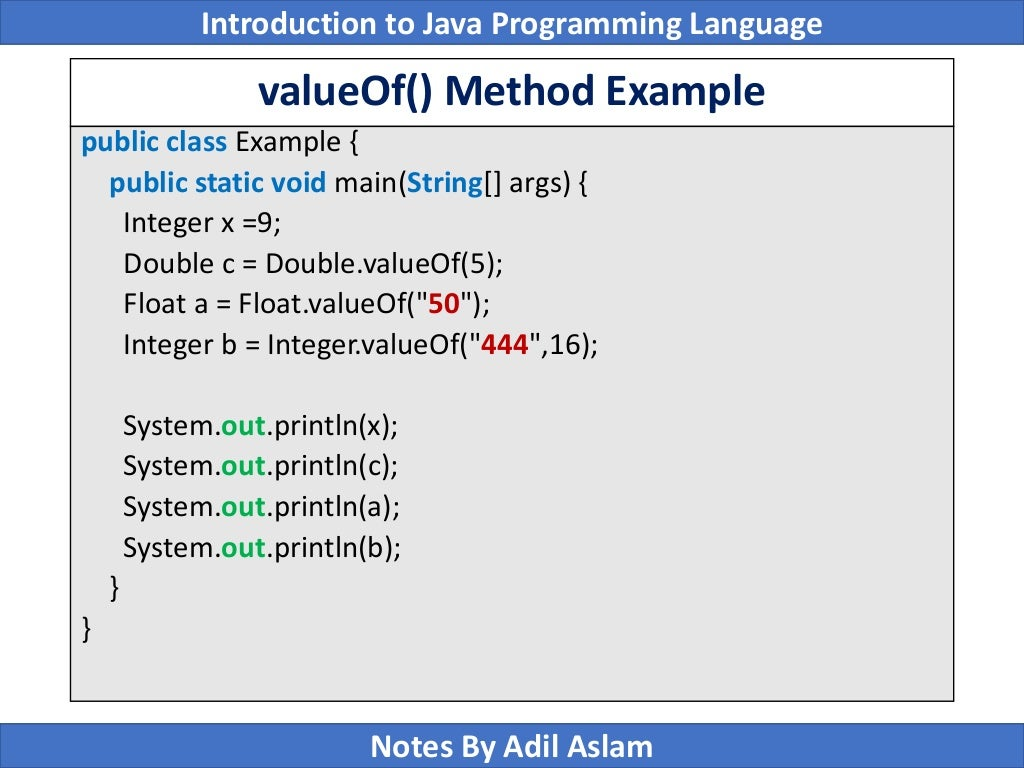 Introduction to Java Programming Language
valueOf() Method Example
public class Example {
public static void main(String[] args) {
Integer x =9;
Double c = Double.valueOf(5);
Float a = Float.valueOf("50");
Integer b = Integer.valueOf("444",16);
System.out.println(x);
System.out.println(c);
System.out.println(a);
System.out.println(b);
}
}
Notes By Adil Aslam